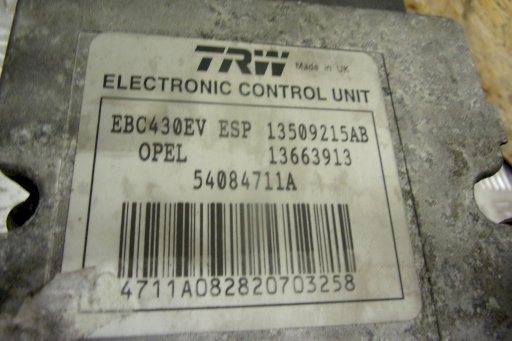 TRW Made in UK
ELECTRONIC CONTROL UNIT
EBC430EV ESP 13509215AB
OPEL 13663913
54084711A
4711A082820703258